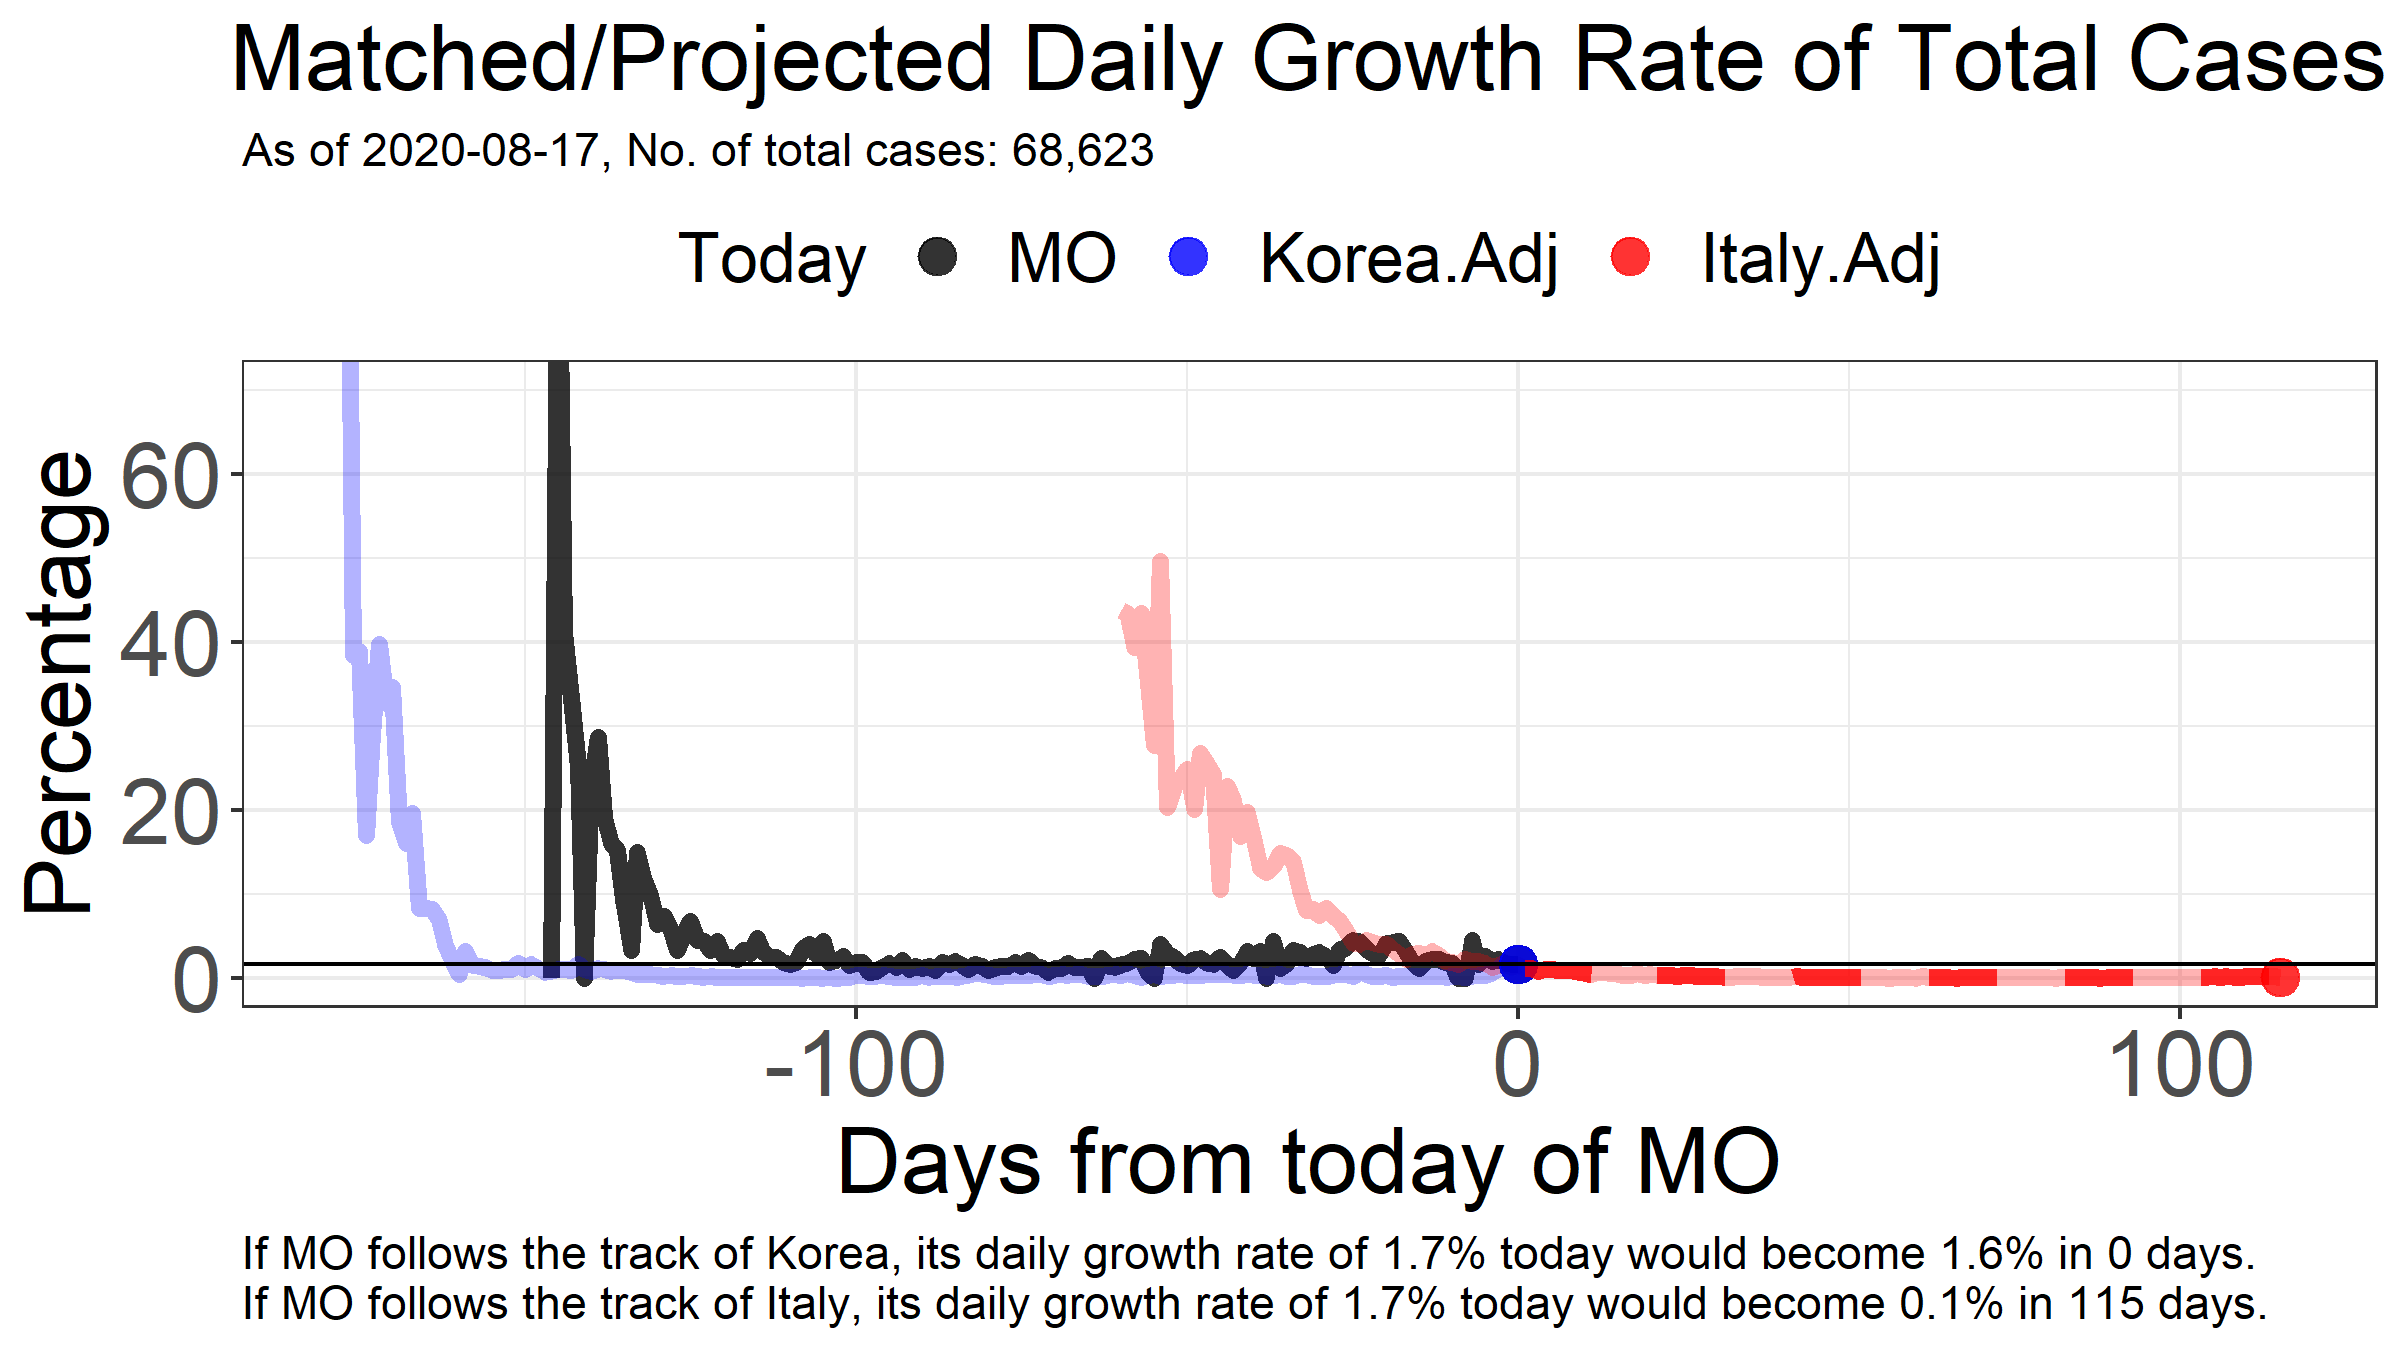 Matched/Projected Daily Growth Rate of Total Cases
As of 2020-08-17, No. of total cases: 68,623
Today MO Korea.Adj Italy.Adj
Percentage
60
40
20
0
-100 0 100
Days from today of MO
If MO follows the track of Korea, its daily growth rate of 1.7% today would become 1.6% in 0 days.
If MO follows the track of Italy, its daily growth rate of 1.7% today would become 0.1% in 115 days.